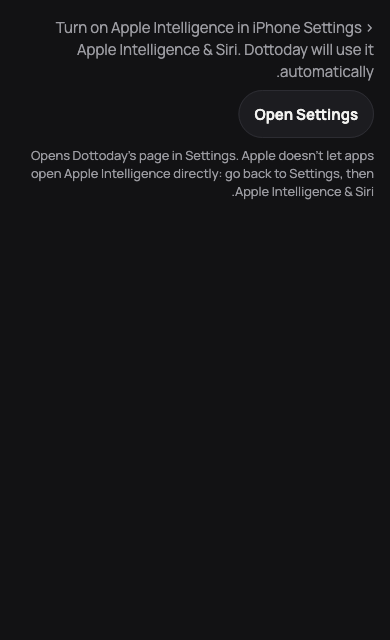 Turn on Apple Intelligence in iPhone Settings >
Apple Intelligence & Siri. Dottoday will use it
automatically.
Open Settings
Opens Dottoday's page in Settings. Apple doesn't let apps
open Apple Intelligence directly: go back to Settings, then
Apple Intelligence & Siri.